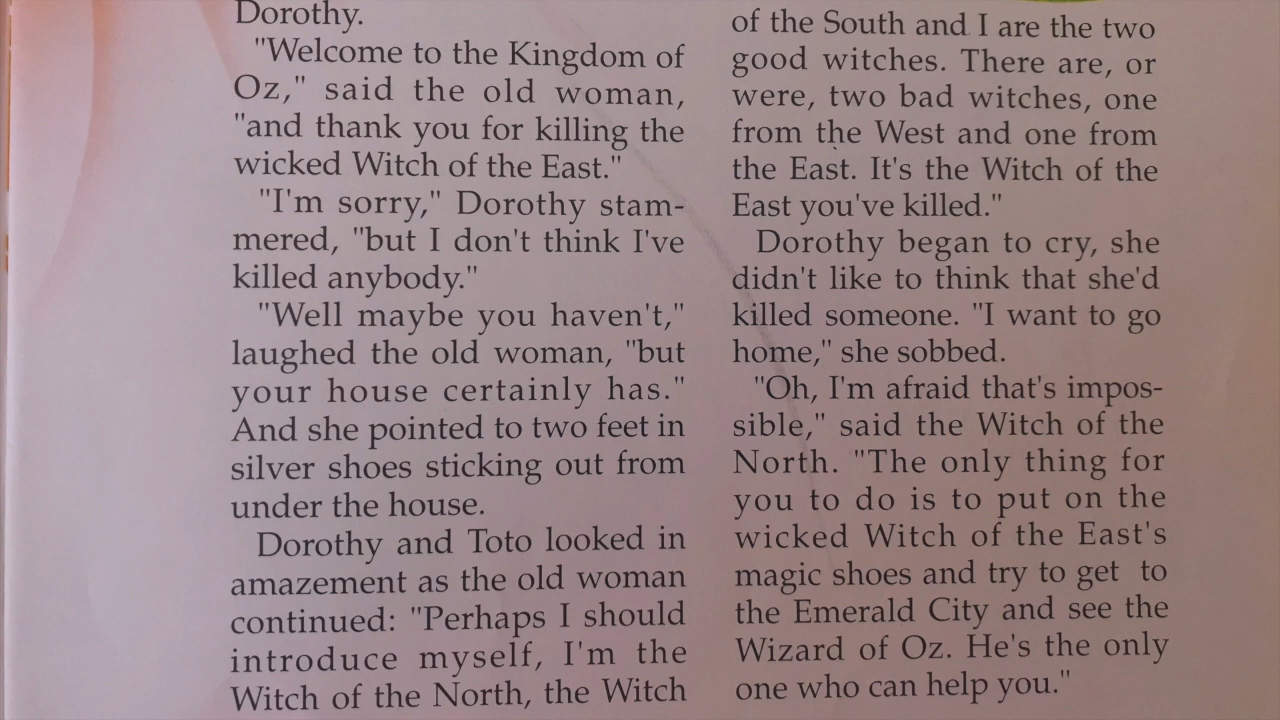 Dorothy.
"Welcome to the Kingdom of
Oz," said the old woman,
"and thank you for killing the
wicked Witch of the East."
"I'm sorry," Dorothy stam-
mered, "but I don't think I've
killed anybody."
"Well maybe you haven't,"
laughed the old woman, "but
your house certainly has."
And she pointed to two feet in
silver shoes sticking out from
under the house.
Dorothy and Toto looked in
amazement as the old woman
continued: "Perhaps I should
introduce myself, I'm the
Witch of the North, the Witch
of the South and I are the two
good witches. There are, or
were, two bad witches, one
from the West and one from
the East. It's the Witch of the
East you've killed."
Dorothy began to cry, she
didn't like to think that she'd
killed someone. "I want to go
home," she sobbed.
"Oh, I'm afraid that's impos-
sible," said the Witch of the
North. "The only thing for
you to do is to put on the
wicked Witch of the East's
magic shoes and try to get to
the Emerald City and see the
Wizard of Oz. He's the only
one who can help you."